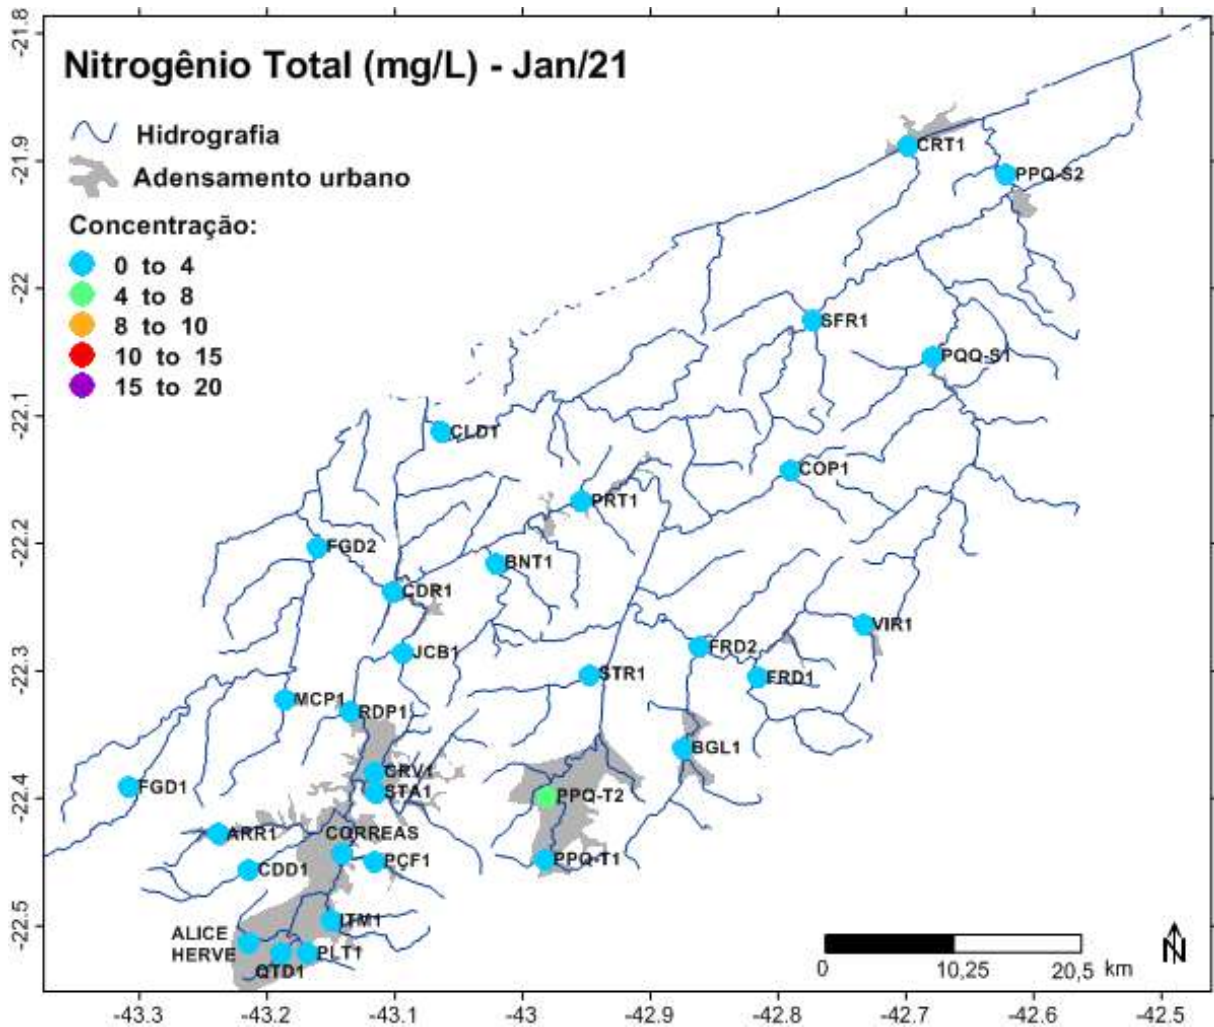 Nitrogênio Total (mg/L) - Jan/21
Hidrografia
Adensamento urbano
Concentração:
0 to 4
4 to 8
8 to 10
10 to 15
15 to 20
CRT1
PPQ-S2
SFR1
PQQ-S1
CLD1
COP1
PRT1
FGD2
BNT1
CDR1
VIR1
JCB1
FRD2
STR1
FRD1
MCP1
RDP1
BGL1
CRV1
FGD1
STA1
PPQ-T2
ARR1
CORREAS
CDD1
PÇF1
PPQ-T1
ITM1
ALICE
HERVE
PLT1
QTD1
0
10,25
20,5
km
N
-21.8
-21.9
-22
-22.1
-22.2
-22.3
-22.4
-22.5
-43.3
-43.2
-43.1
-43
-42.9
-42.8
-42.7
-42.6
-42.5